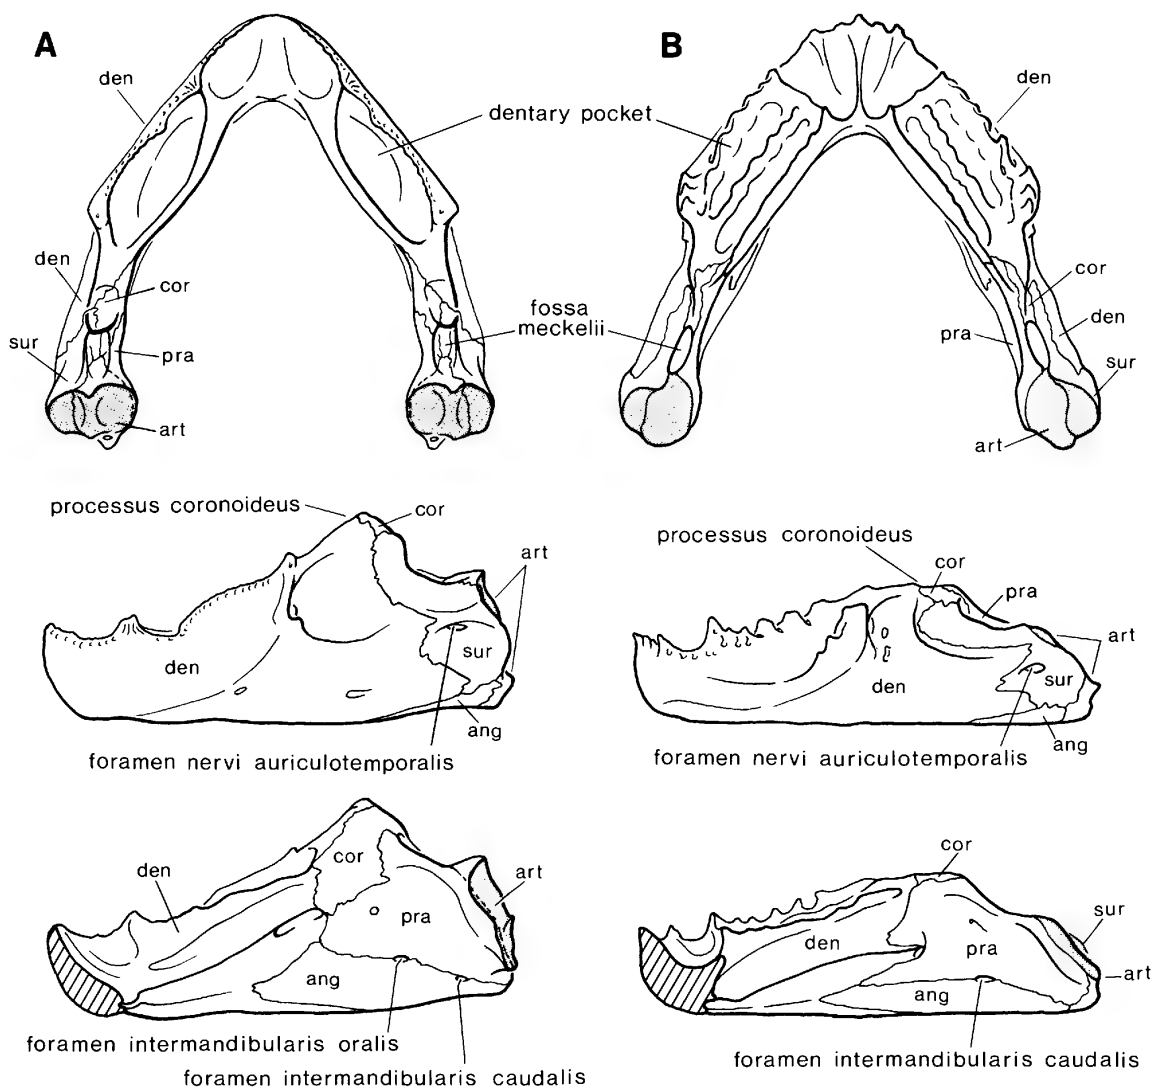 A
B
den
den
dentary pocket
den
cor
cor
fossa
meckelii
den
sur
pra
pra
sur
art
art
processus coronoideus
cor
art
processus coronoideus
cor
pra
art
den
sur
den
sur
ang
ang
foramen nervi auriculotemporalis
foramen nervi auriculotemporalis
cor
den
art
cor
sur
pra
den
pra
art
ang
ang
foramen intermandibularis oralis
foramen intermandibularis caudalis
foramen intermandibularis caudalis